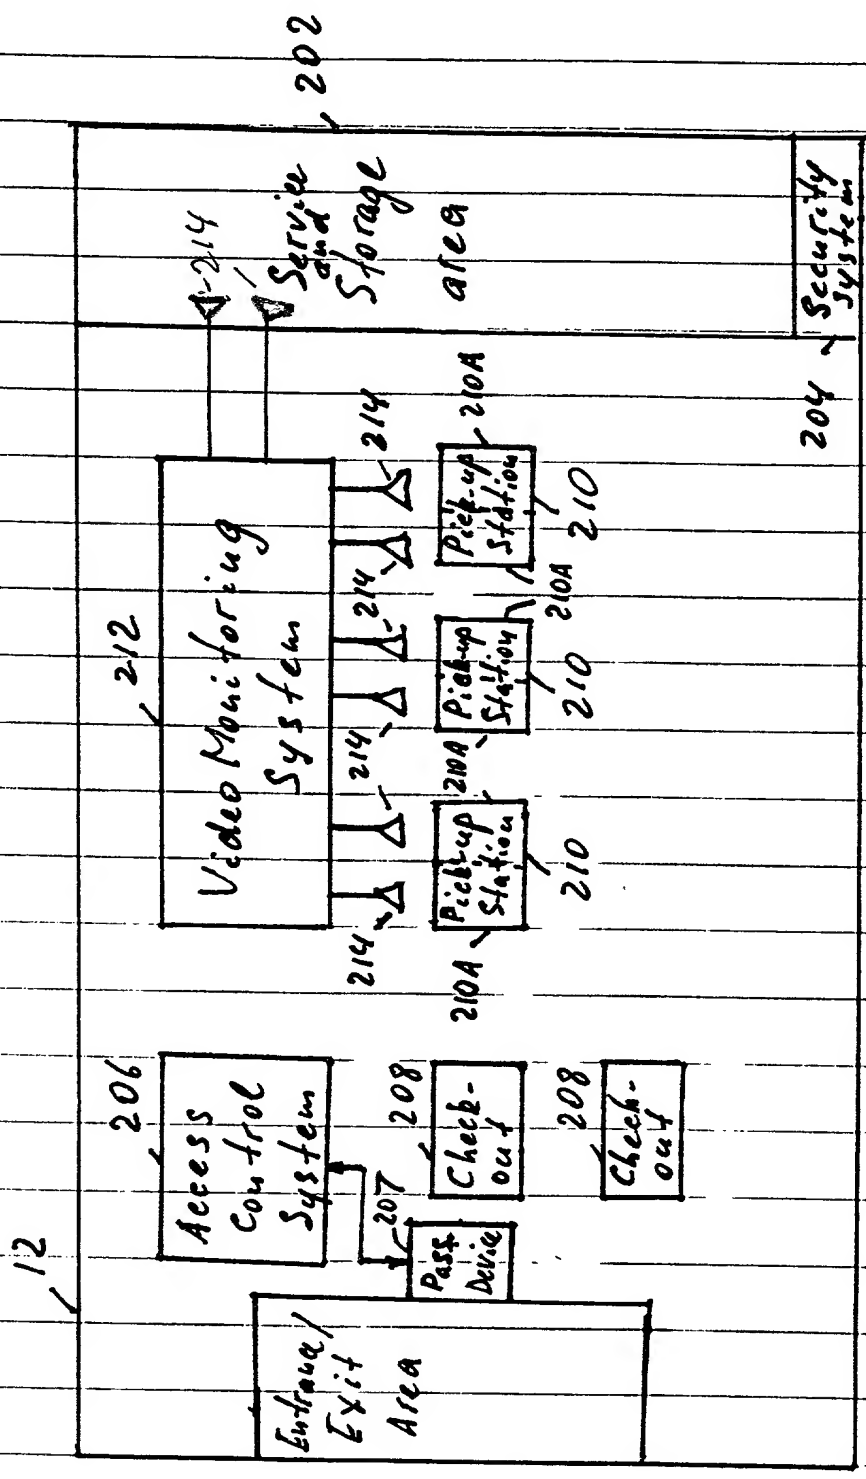 12
206
Access
Control
System
212
Video Monitoring
System
214
214
202
Service
and
Storage
area
Entrance/
Exit
Area
207
Pass
Device
208
Check-
out
208
Check-
out
214
214
214
214
210A
Pick-up
Station
210
210A
Pick-up
Station
210
210A
210A
Pick-up
Station
210
204
Security
System